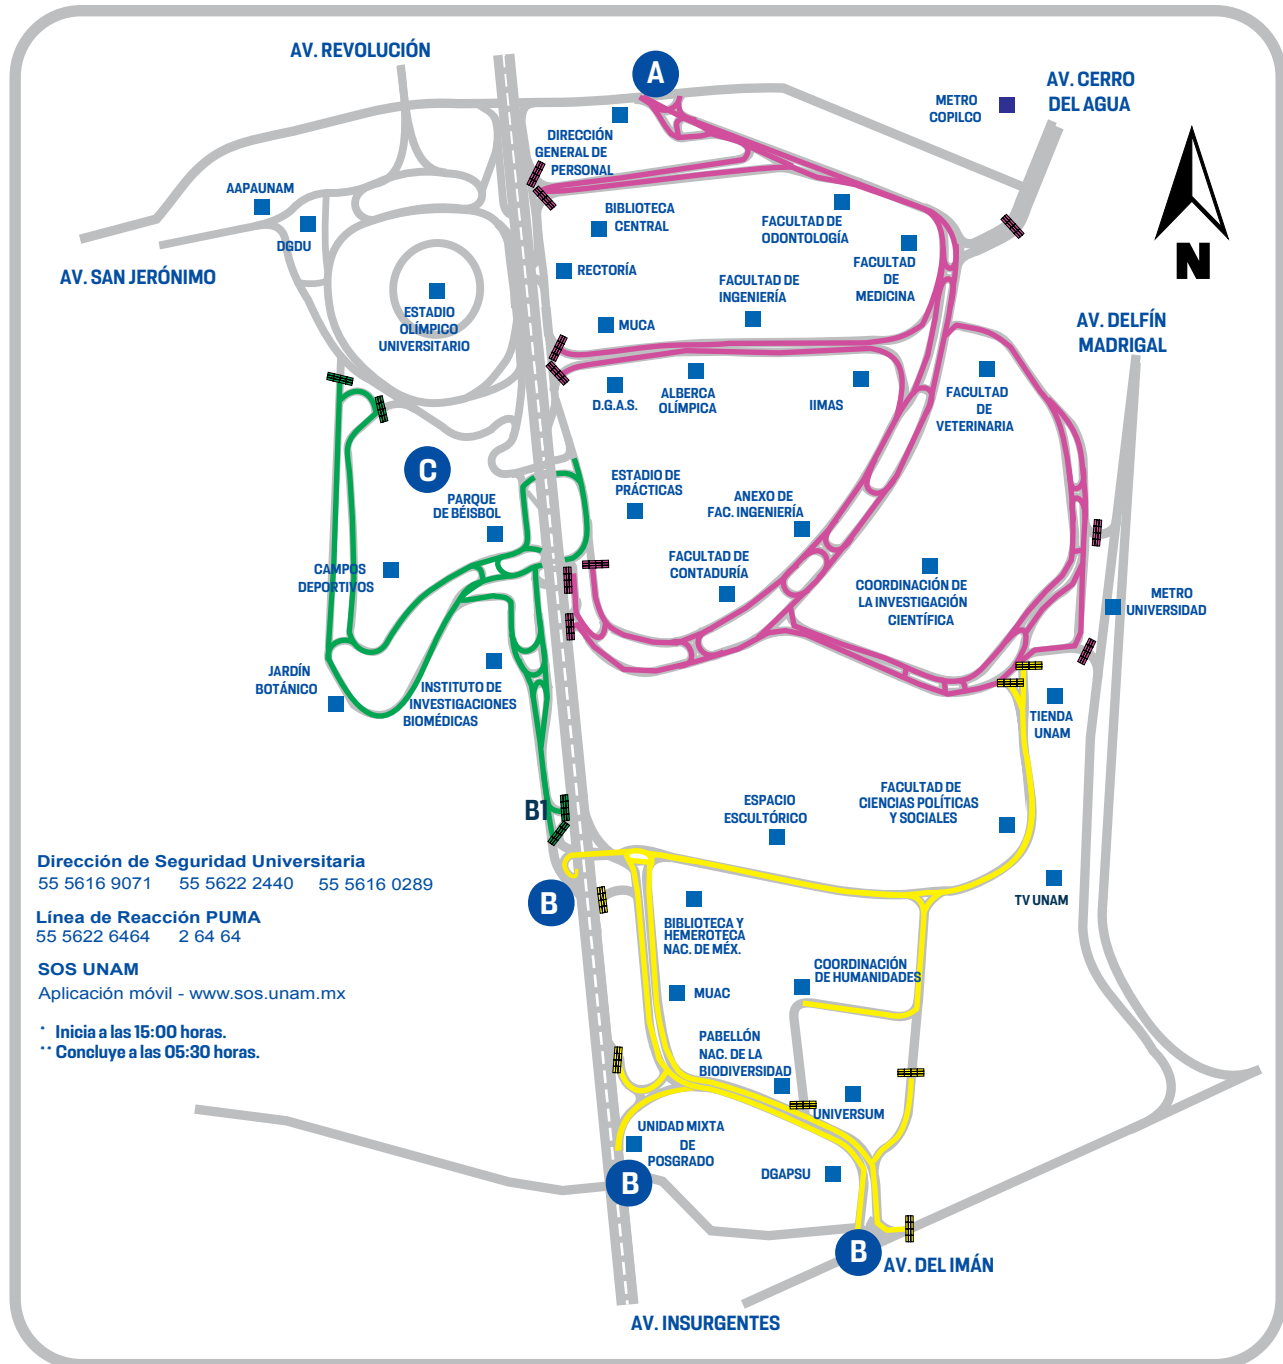 AV. REVOLUCIÓN
A
AV. CERRO
DEL AGUA
METRO
COPILCO
DIRECCIÓN
GENERAL DE
PERSONAL
AAPAUNAM
DGDU
BIBLIOTECA
CENTRAL
FACULTAD DE
ODONTOLOGÍA
FACULTAD
DE
MEDICINA
N
AV. SAN JERÓNIMO
RECTORÍA
FACULTAD DE
INGENIERÍA
ESTADIO
OLÍMPICO
UNIVERSITARIO
MUCA
AV. DELFÍN
MADRIGAL
D.G.A.S.
ALBERCA
OLÍMPICA
IIMAS
FACULTAD
DE
VETERINARIA
C
PARQUE
DE BÉISBOL
ESTADIO DE
PRÁCTICAS
ANEXO DE
FAC. INGENIERÍA
CAMPOS
DEPORTIVOS
FACULTAD DE
CONTADURÍA
COORDINACIÓN DE
LA INVESTIGACIÓN
CIENTÍFICA
METRO
UNIVERSIDAD
JARDÍN
BOTÁNICO
INSTITUTO DE
INVESTIGACIONES
BIOMÉDICAS
TIENDA
UNAM
B1
ESPACIO
ESCULTÓRICO
FACULTAD DE
CIENCIAS POLÍTICAS
Y SOCIALES
Dirección de Seguridad Universitaria
55 5616 9071 55 5622 2440 55 5616 0289
Línea de Reacción PUMA
55 5622 6464 2 64 64
SOS UNAM
Aplicación móvil - www.sos.unam.mx
* Inicia a las 15:00 horas.
** Concluye a las 05:30 horas.
B
BIBLIOTECA Y
HEMEROTECA
NAC. DE MÉX.
TV UNAM
COORDINACIÓN
DE HUMANIDADES
MUAC
PABELLÓN
NAC. DE LA
BIODIVERSIDAD
UNIVERSUM
UNIDAD MIXTA
DE
POSGRADO
B
DGAPSU
B
AV. DEL IMÁN
AV. INSURGENTES